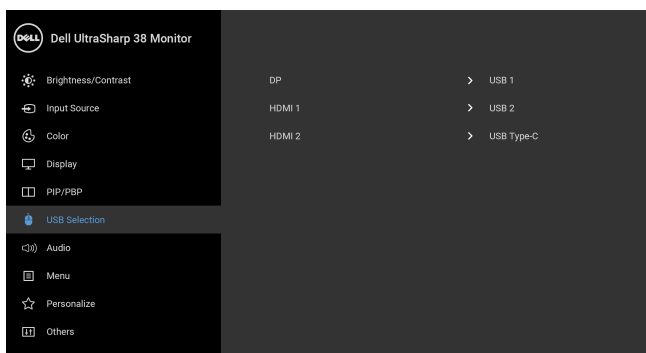 DELL Dell UltraSharp 38 Monitor
Brightness/Contrast
Input Source
Color
Display
PIP/PBP
USB Selection
Audio
Menu
Personalize
Others
DP > USB 1
HDMI 1 > USB 2
HDMI 2 > USB Type-C